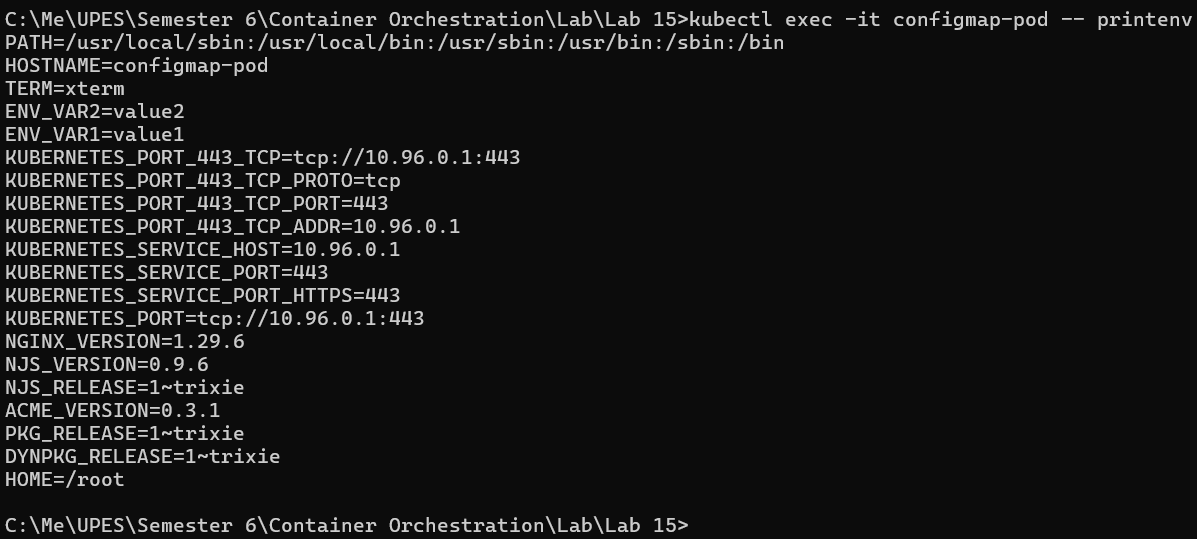 C:\Me\UPES\Semester 6\Container Orchestration\Lab\Lab 15>kubectl exec -it configmap-pod -- printenv
PATH=/usr/local/sbin:/usr/local/bin:/usr/sbin:/usr/bin:/sbin:/bin
HOSTNAME=configmap-pod
TERM=xterm
ENV_VAR2=value2
ENV_VAR1=value1
KUBERNETES_PORT_443_TCP=tcp://10.96.0.1:443
KUBERNETES_PORT_443_TCP_PROTO=tcp
KUBERNETES_PORT_443_TCP_PORT=443
KUBERNETES_PORT_443_TCP_ADDR=10.96.0.1
KUBERNETES_SERVICE_HOST=10.96.0.1
KUBERNETES_SERVICE_PORT=443
KUBERNETES_SERVICE_PORT_HTTPS=443
KUBERNETES_PORT=tcp://10.96.0.1:443
NGINX_VERSION=1.29.6
NJS_VERSION=0.9.6
NJS_RELEASE=1~trixie
ACME_VERSION=0.3.1
PKG_RELEASE=1~trixie
DYNPKG_RELEASE=1~trixie
HOME=/root
C:\Me\UPES\Semester 6\Container Orchestration\Lab\Lab 15>